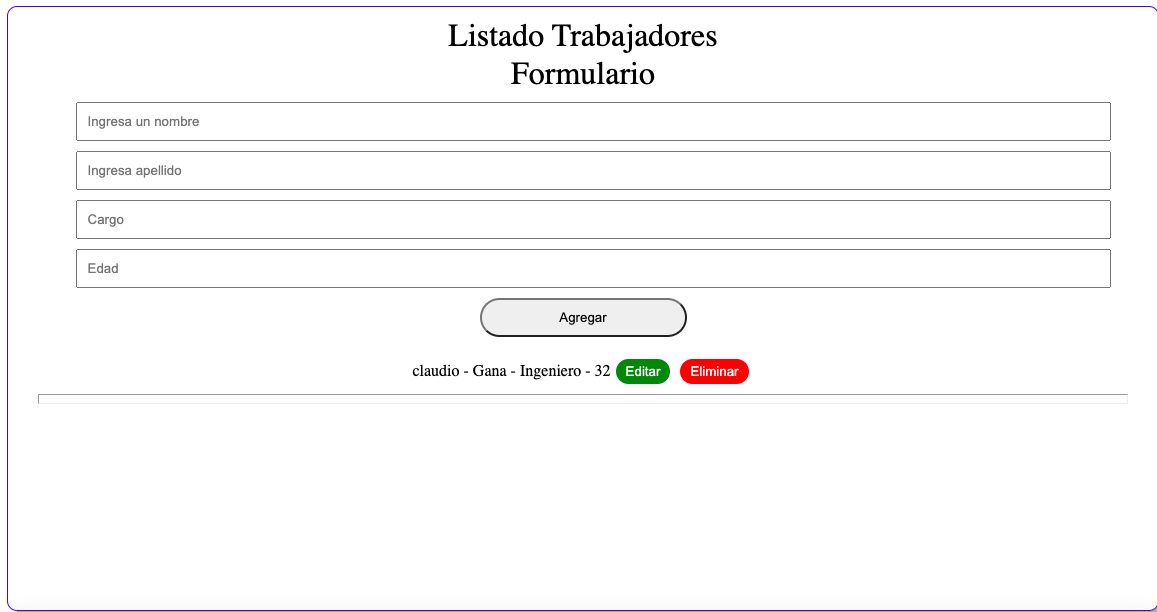 Listado Trabajadores
Formulario
Ingresa un nombre
Ingresa apellido
Cargo
Edad
Agregar
claudio - Gana - Ingeniero - 32 Editar Eliminar